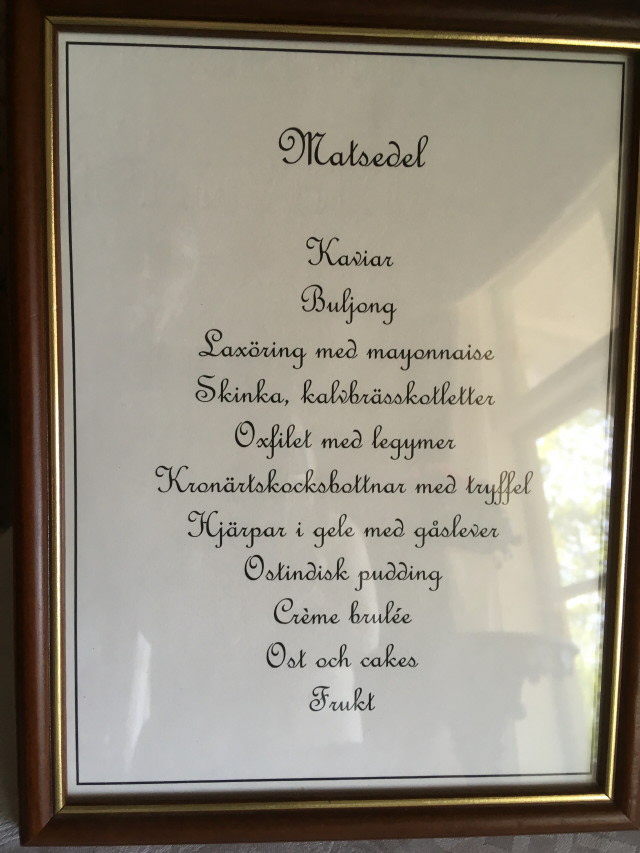 Matsedel
Kaviar
Buljong
Laxöring med mayonnaise
Skinka, kalvbrässkotletter
Oxfilet med legymer
Kronärtskocksbottnar med tryffel
Hjärpar i gele med gåslever
Ostindisk pudding
Crème brulée
Ost och cakes
Frukt